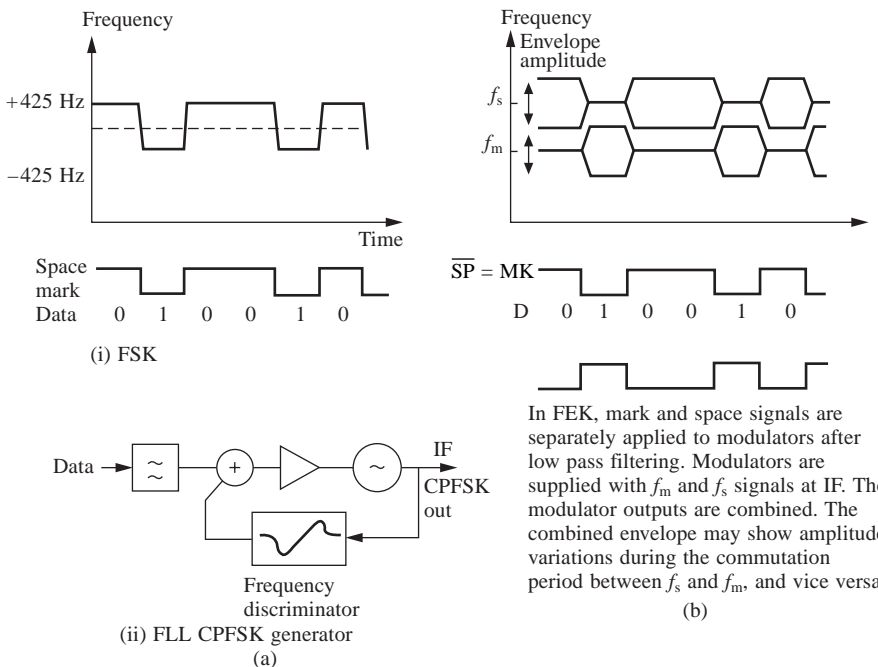 Frequency
+425 Hz
−425 Hz
Time
Space
mark
Data 0 1 0 0 1 0
(i) FSK
Data
~
~
+
~
IF
CPFSK
out
Frequency
discriminator
(ii) FLL CPFSK generator
(a)
Frequency
Envelope
amplitude
fs
fm
SP = MK
D 0 1 0 0 1 0
In FEK, mark and space signals are
separately applied to modulators after
low pass filtering. Modulators are
supplied with fm and fs signals at IF. The
modulator outputs are combined. The
combined envelope may show amplitude
variations during the commutation
period between fs and fm, and vice versa
(b)